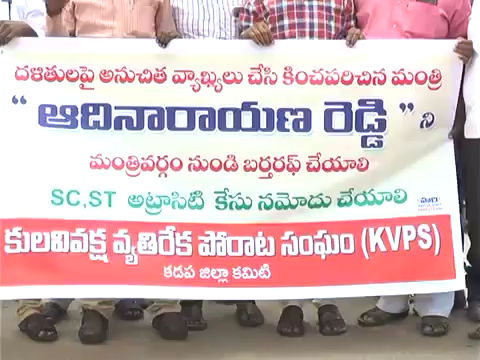 దళితులపై అనుచిత వ్యాఖ్యలు చేసి కించపరిచిన మంత్రి
“ ఆదినారాయణ రెడ్డి ” ని
మంత్రివర్గం నుండి బర్తరఫ్ చేయాలి
SC,ST అట్రాసిటి కేసు నమోదు చేయాలి
కులవివక్ష వ్యతిరేక పోరాట సంఘం (KVPS)
కడప జిల్లా కమిటి